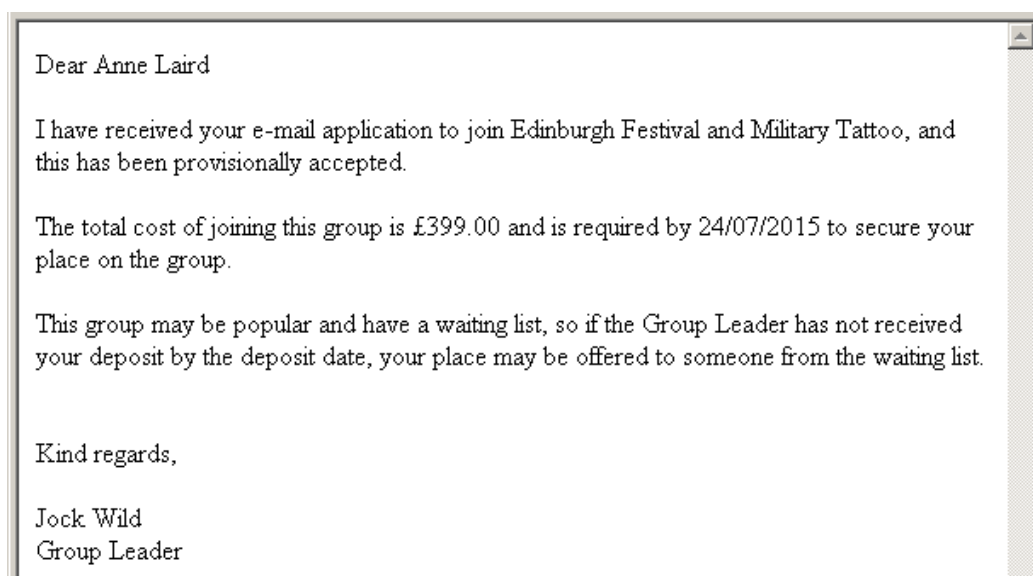 Dear Anne Laird
I have received your e-mail application to join Edinburgh Festival and Military Tattoo, and
this has been provisionally accepted.
The total cost of joining this group is £399.00 and is required by 24/07/2015 to secure your
place on the group.
This group may be popular and have a waiting list, so if the Group Leader has not received
your deposit by the deposit date, your place may be offered to someone from the waiting list.
Kind regards,
Jock Wild
Group Leader